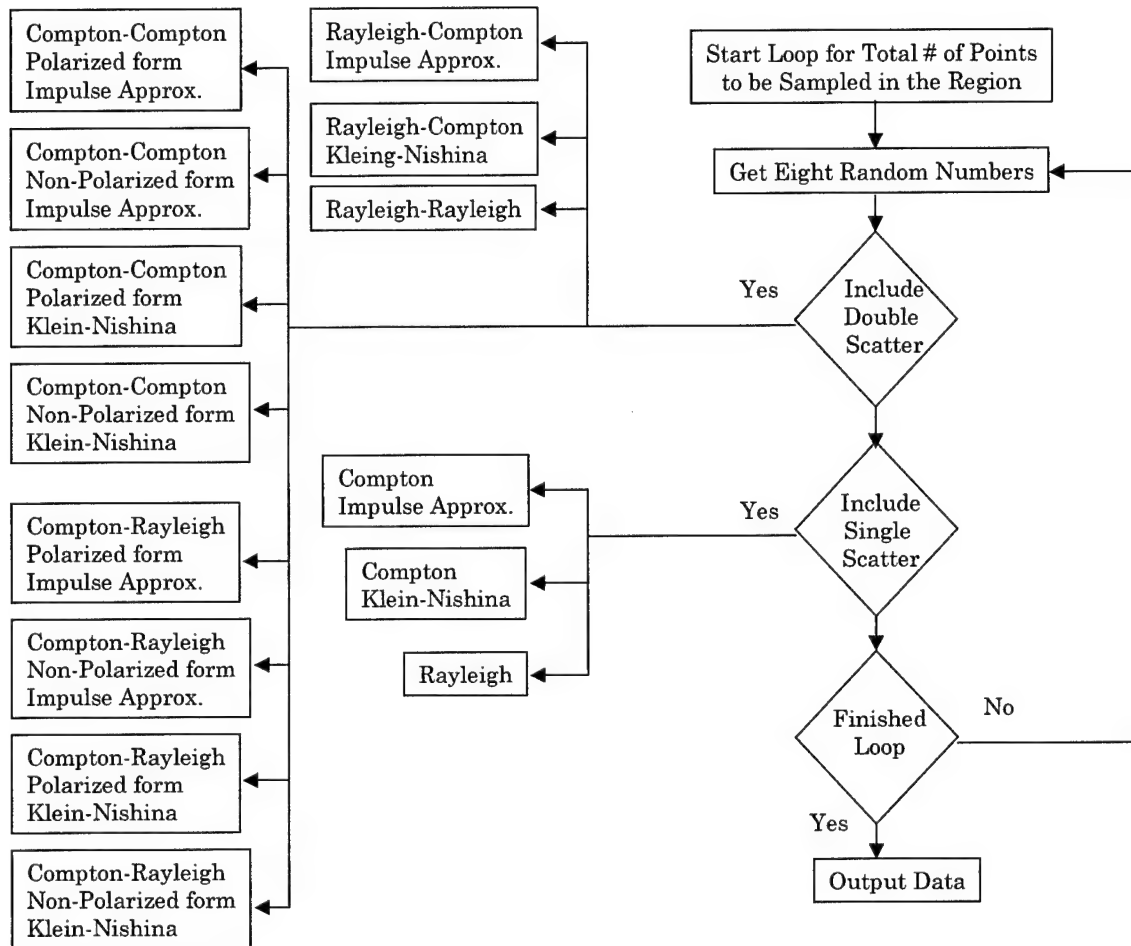 Compton-Compton
Polarized form
Impulse Approx.
Compton-Compton
Non-Polarized form
Impulse Approx.
Compton-Compton
Polarized form
Klein-Nishina
Compton-Compton
Non-Polarized form
Klein-Nishina
Compton-Rayleigh
Polarized form
Impulse Approx.
Compton-Rayleigh
Non-Polarized form
Impulse Approx.
Compton-Rayleigh
Polarized form
Klein-Nishina
Compton-Rayleigh
Non-Polarized form
Klein-Nishina
Rayleigh-Compton
Impulse Approx.
Rayleigh-Compton
Kleing-Nishina
Rayleigh-Rayleigh
Compton
Impulse Approx.
Compton
Klein-Nishina
Rayleigh
Start Loop for Total # of Points
to be Sampled in the Region
Get Eight Random Numbers
Yes
Include
Double
Scatter
Yes
Include
Single
Scatter
Finished
Loop
No
Yes
Output Data